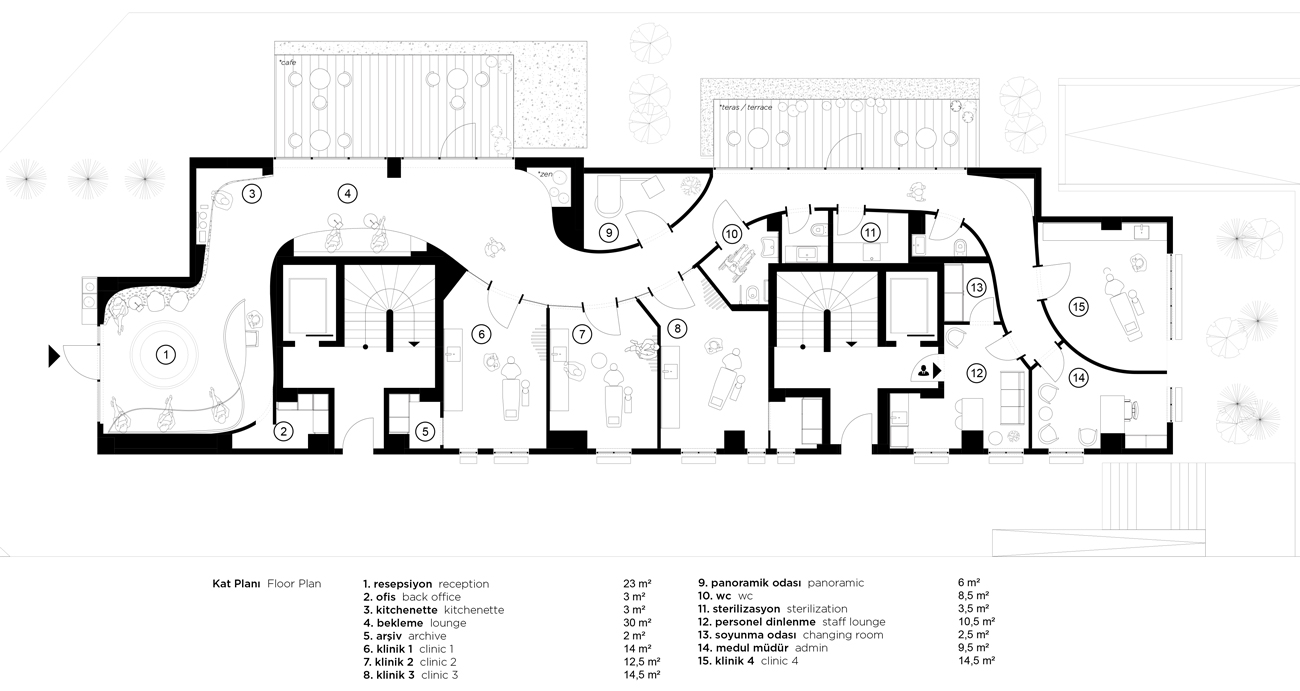 *cafe
*teras / terrace
*zen
3
4
9
10
11
13
15
1
6
7
8
12
14
2
5
Kat Planı Floor Plan
1. resepsiyon reception 23 m²
2. ofis back office 3 m²
3. kitchenette kitchenette 3 m²
4. bekleme lounge 30 m²
5. arşiv archive 2 m²
6. klinik 1 clinic 1 14 m²
7. klinik 2 clinic 2 12,5 m²
8. klinik 3 clinic 3 14,5 m²
9. panoramik odası panoramic 6 m²
10. wc wc 8,5 m²
11. sterilizasyon sterilization 3,5 m²
12. personel dinlenme staff lounge 10,5 m²
13. soyunma odası changing room 2,5 m²
14. medul müdür admin 9,5 m²
15. klinik 4 clinic 4 14,5 m²